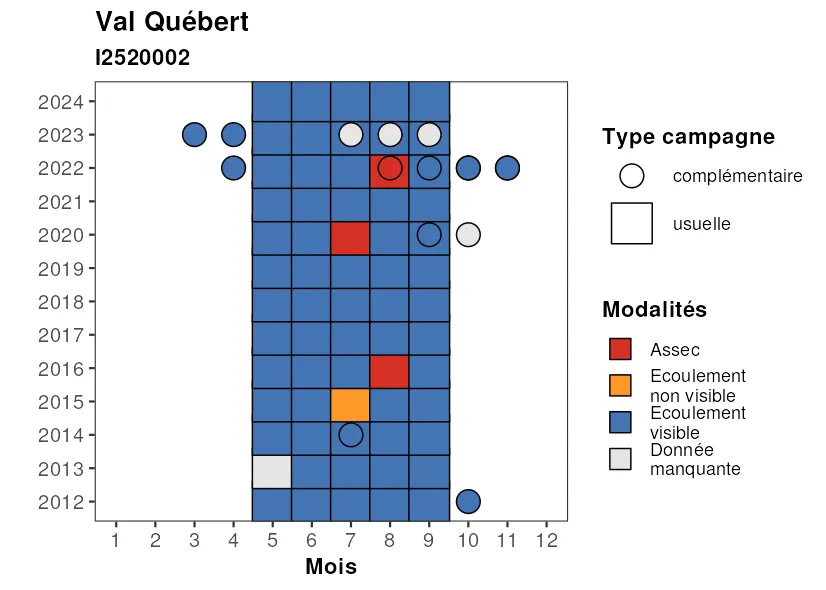 Val Québert
I2520002
2024
2023
2022
2021
2020
2019
2018
2017
2016
2015
2014
2013
2012
1 2 3 4 5 6 7 8 9 10 11 12
Mois
Type campagne
complémentaire
usuelle
Modalités
Assec
Ecoulement
non visible
Ecoulement
visible
Donnée
manquante